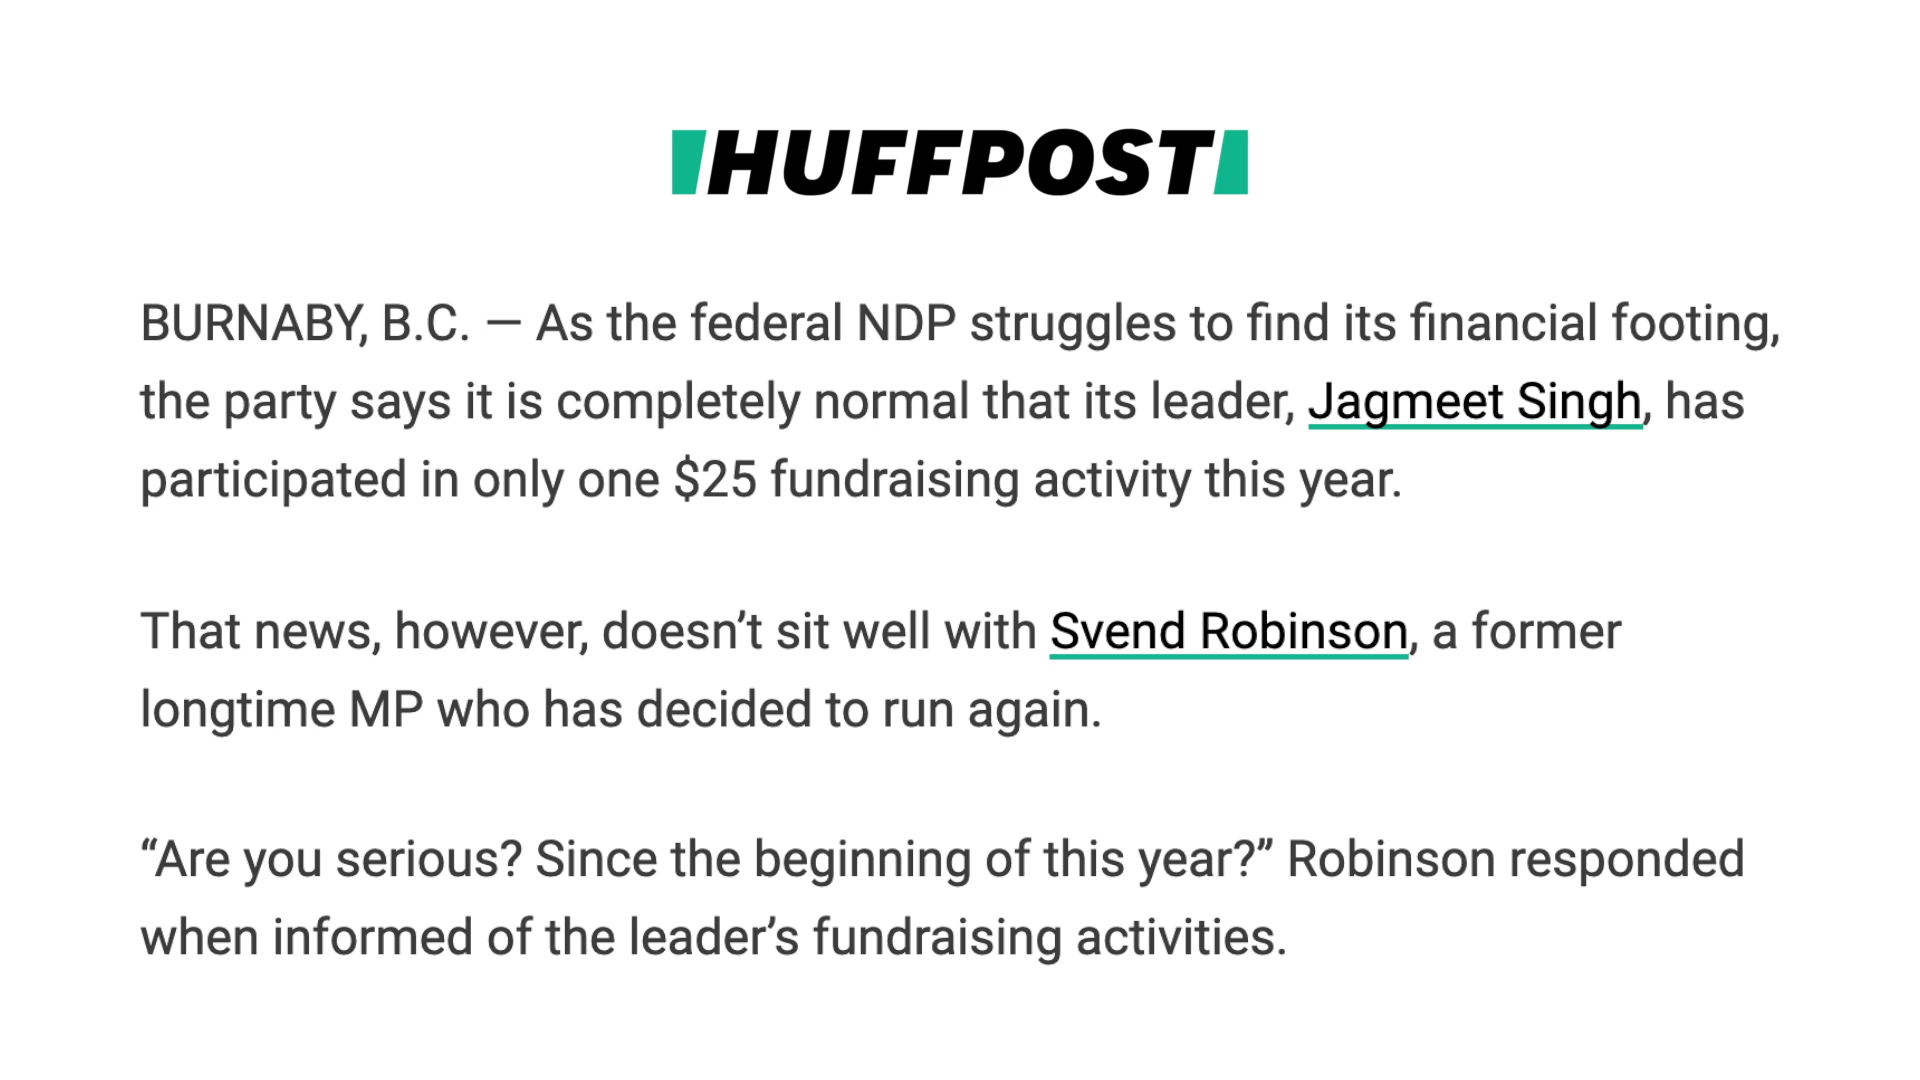 HUFFPOST
BURNABY, B.C. — As the federal NDP struggles to find its financial footing,
the party says it is completely normal that its leader, Jagmeet Singh, has
participated in only one $25 fundraising activity this year.
That news, however, doesn’t sit well with Svend Robinson, a former
longtime MP who has decided to run again.
“Are you serious? Since the beginning of this year?” Robinson responded
when informed of the leader’s fundraising activities.